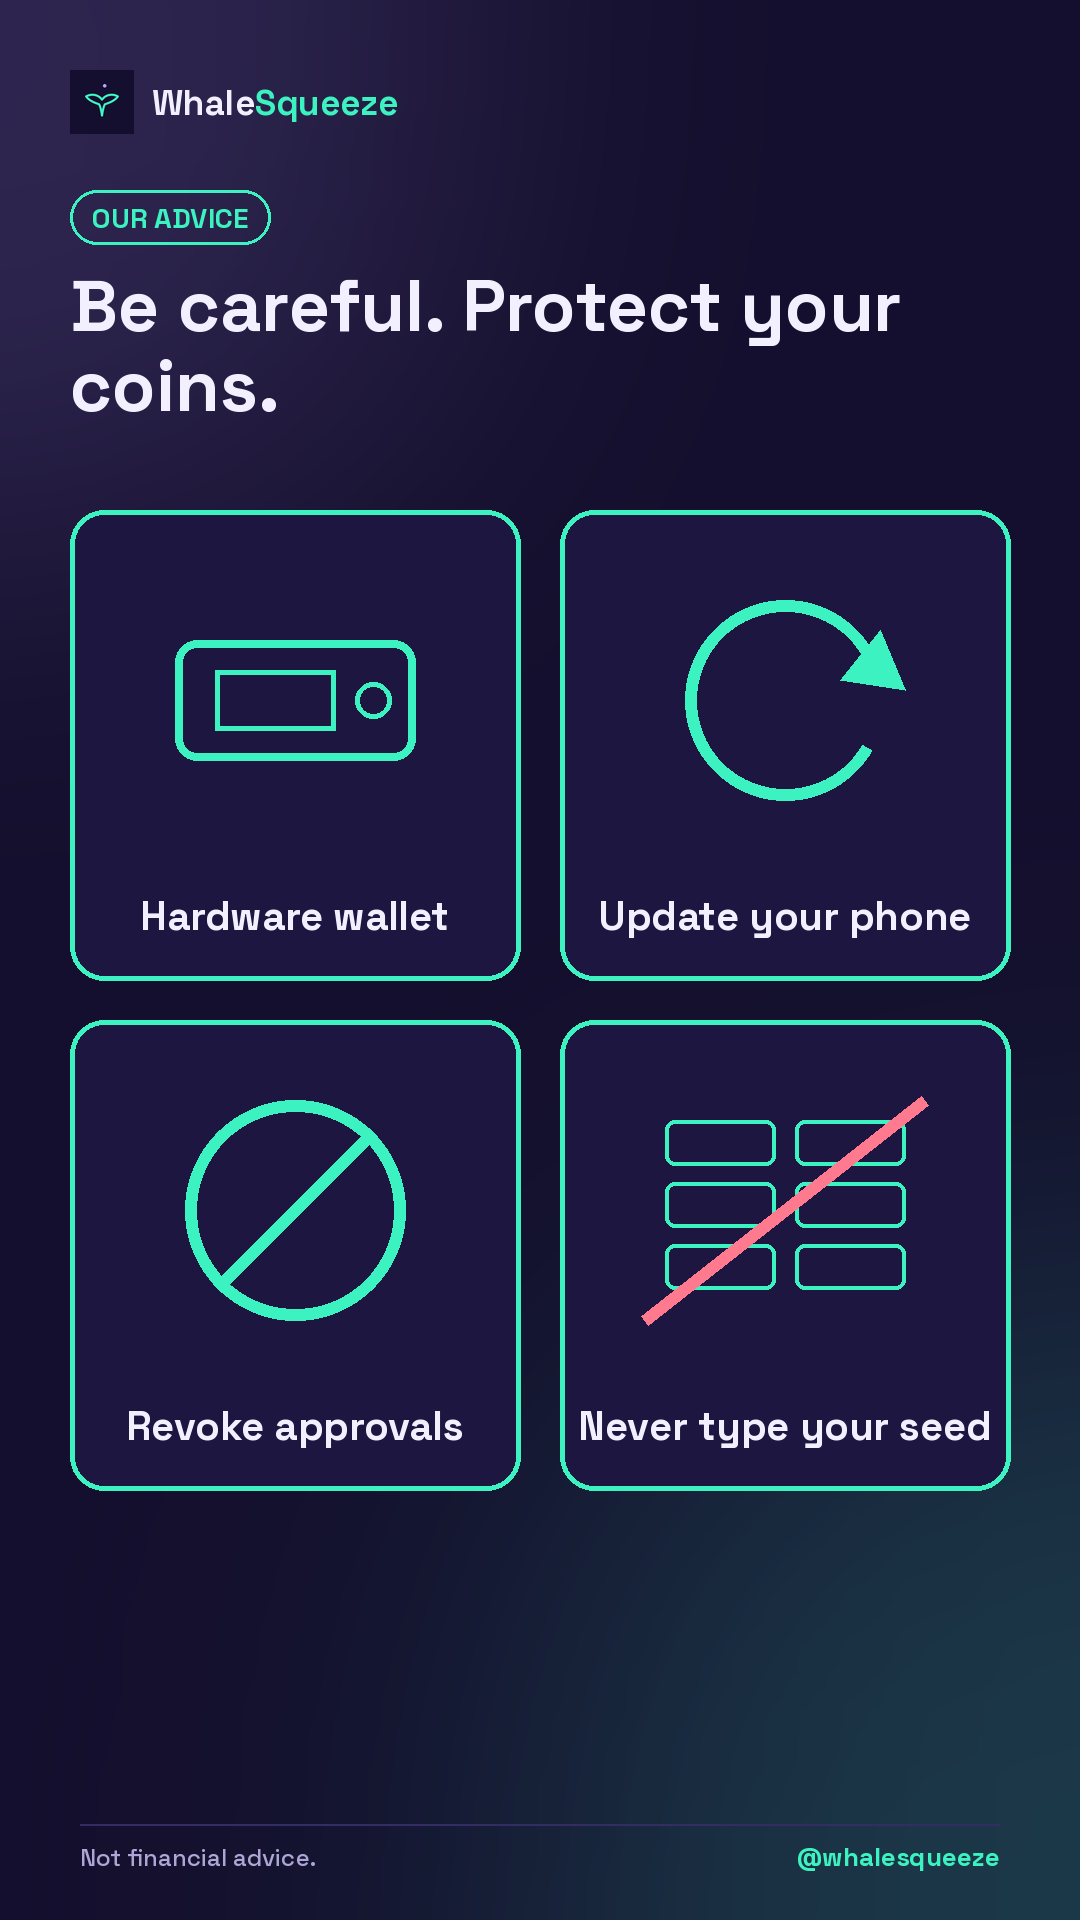 WhaleSqueeze
OUR ADVICE
Be careful. Protect your
coins.
Hardware wallet
Update your phone
Revoke approvals
Never type your seed
Not financial advice.
@whalesqueeze